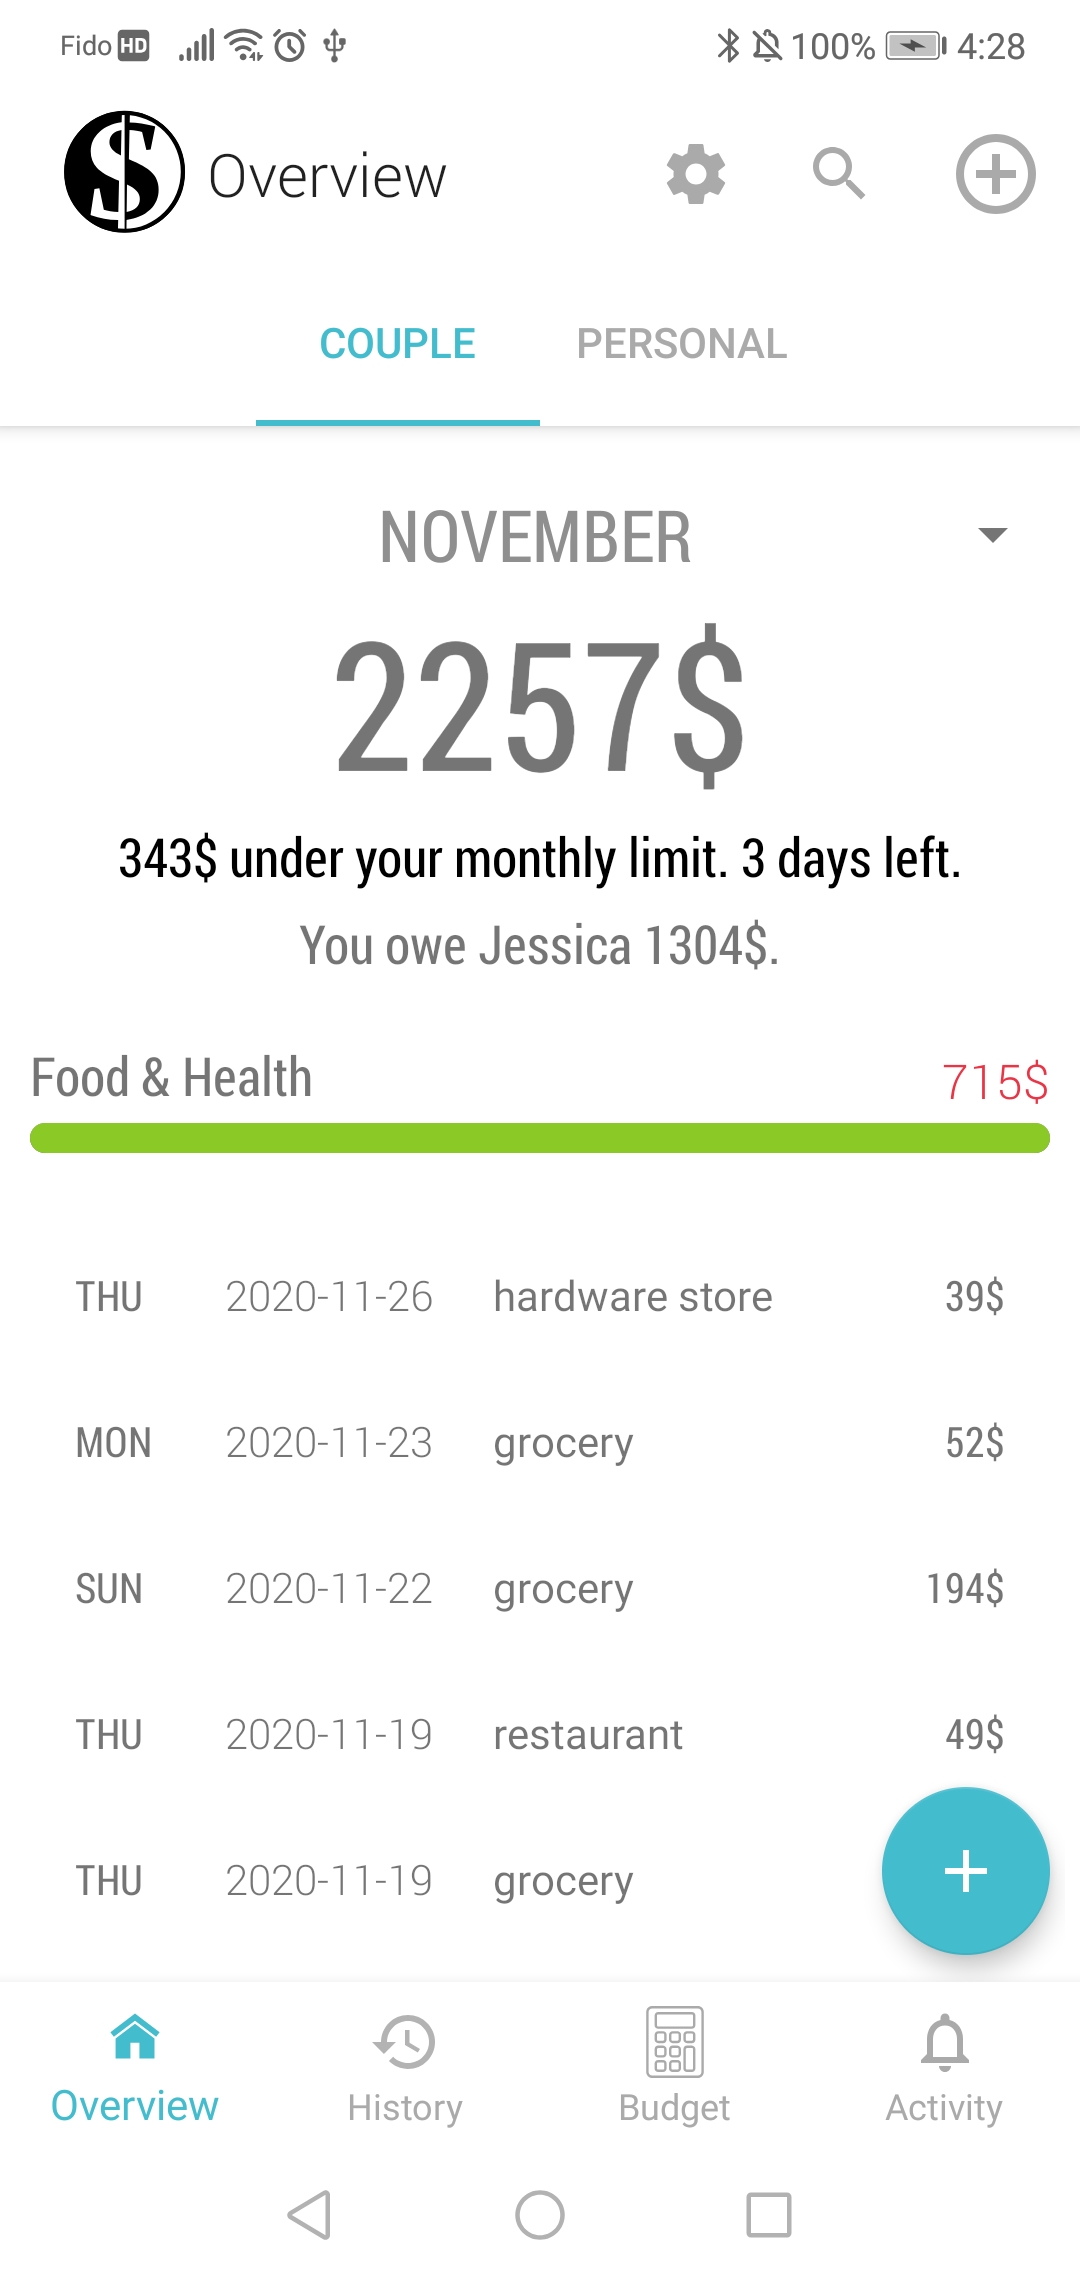 Fido HD 100% 4:28
$ Overview
COUPLE PERSONAL
NOVEMBER
2257$
343$ under your monthly limit. 3 days left.
You owe Jessica 1304$.
Food & Health 715$
THU 2020-11-26 hardware store 39$
MON 2020-11-23 grocery 52$
SUN 2020-11-22 grocery 194$
THU 2020-11-19 restaurant 49$
THU 2020-11-19 grocery
Overview History Budget Activity